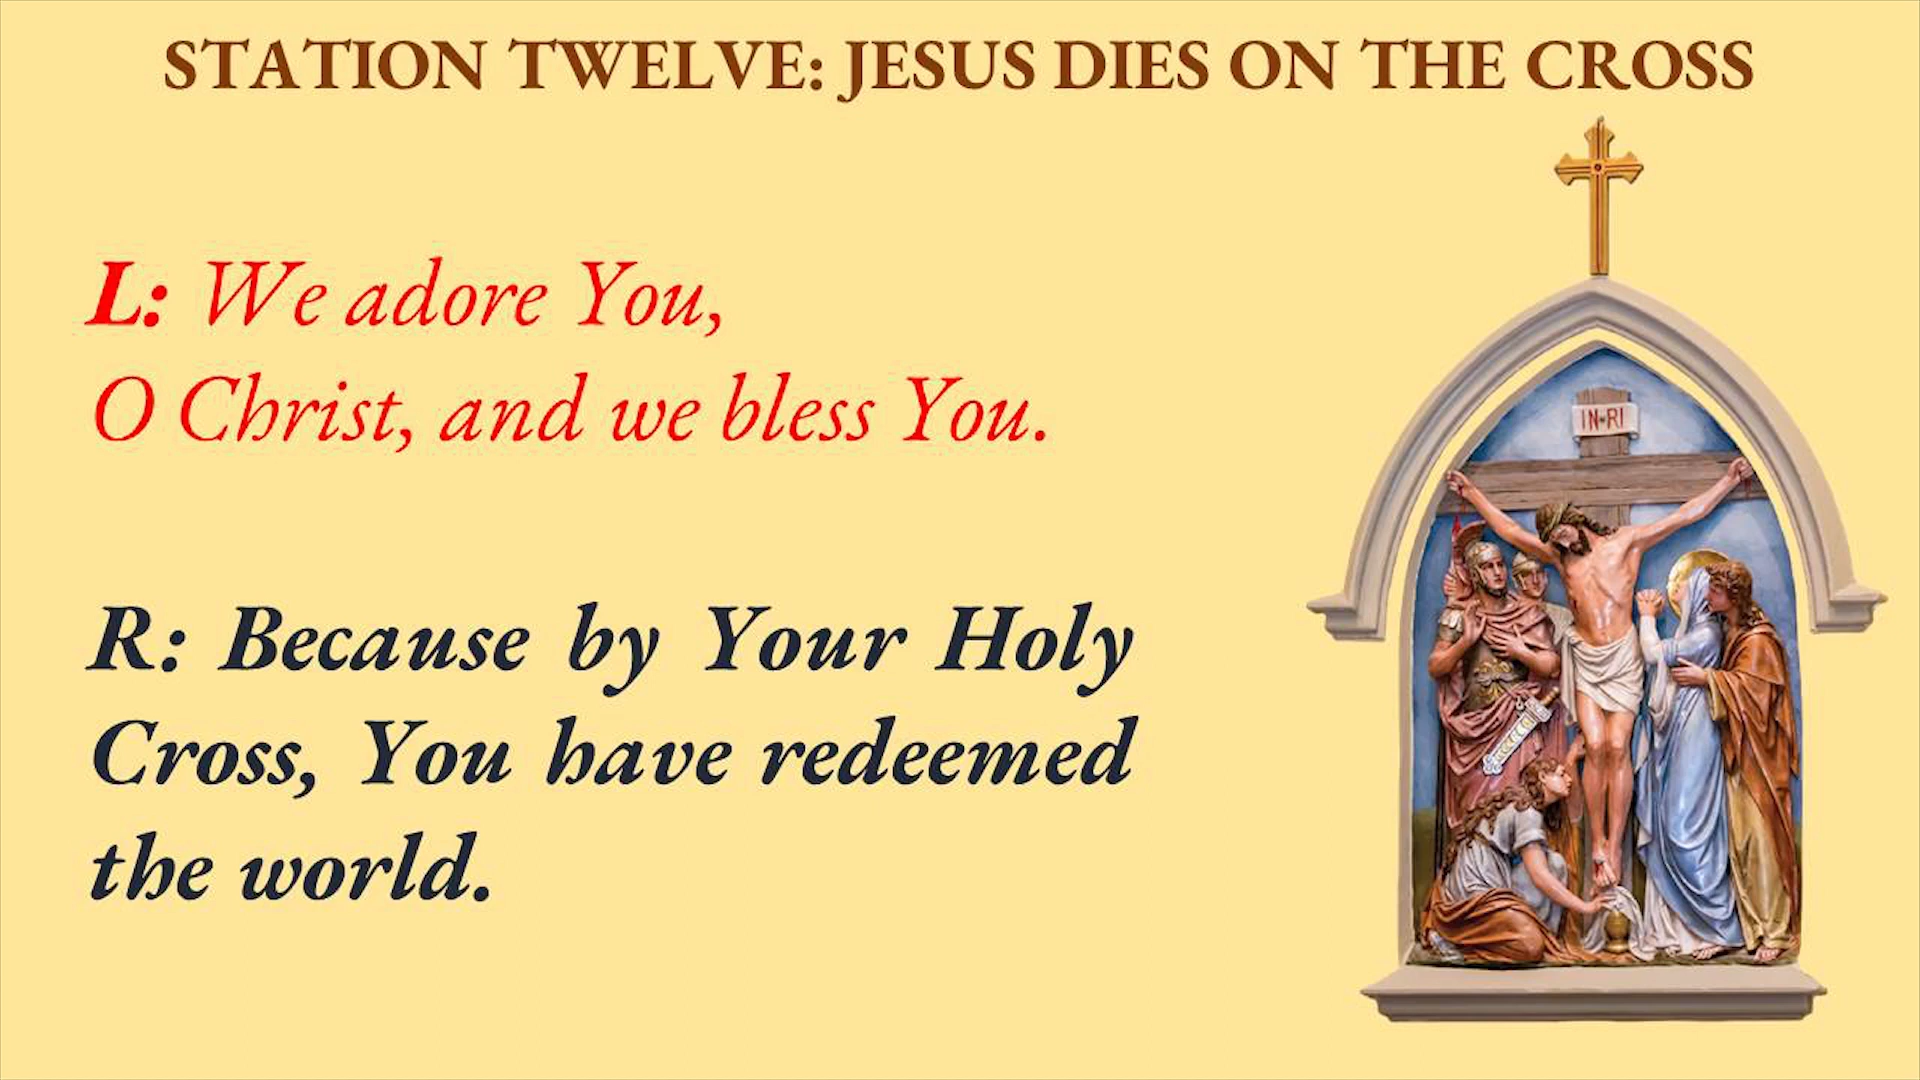 STATION TWELVE: JESUS DIES ON THE CROSS
L: We adore You,
O Christ, and we bless You.
R: Because by Your Holy
Cross, You have redeemed
the world.
IN•RI